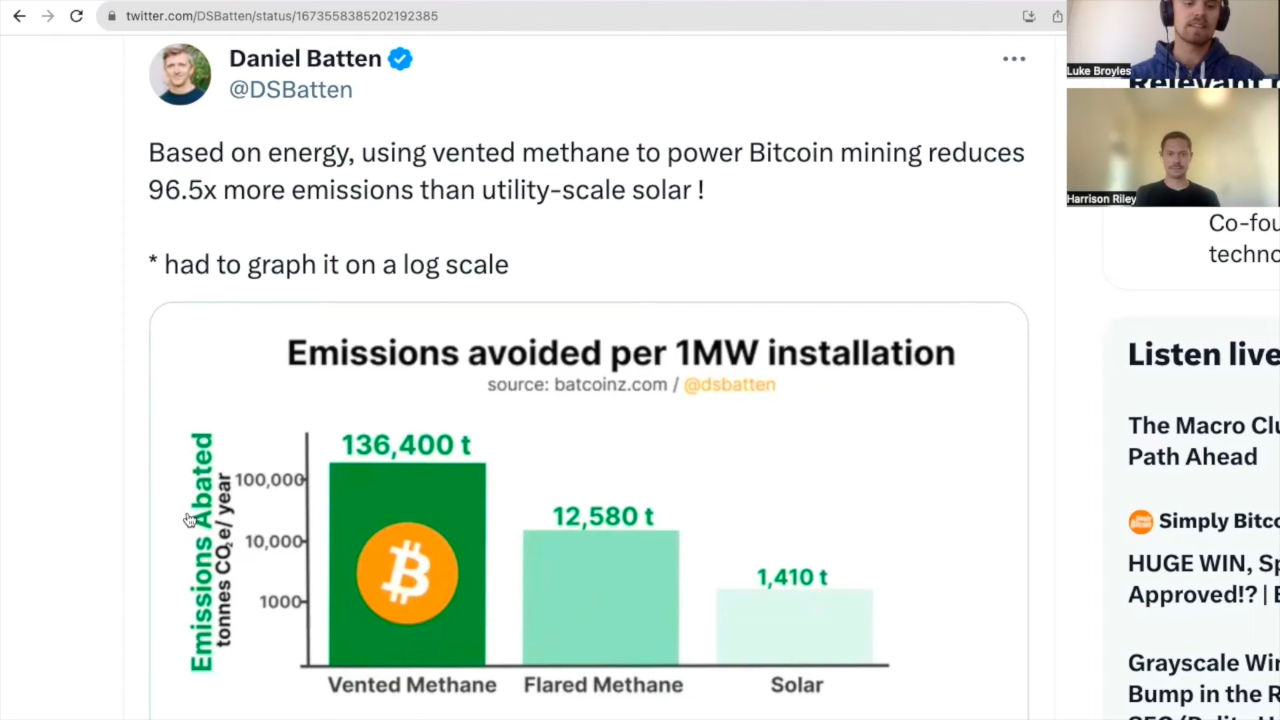 twitter.com/DSBatten/status/1673558385202192385
Daniel Batten
@DSBatten
Based on energy, using vented methane to power Bitcoin mining reduces
96.5x more emissions than utility-scale solar !
* had to graph it on a log scale
Emissions avoided per 1MW installation
source: batcoinz.com / @dsbatten
Emissions Abated
tonnes CO2e/ year
100,000
10,000
1000
136,400 t
12,580 t
1,410 t
Vented Methane
Flared Methane
Solar
Luke Broyles
Harrison Riley
Relevant
Co-fou
techno
Listen live
The Macro Clu
Path Ahead
Simply Bitco
HUGE WIN, Sp
Approved!? | B
Grayscale Win
Bump in the R